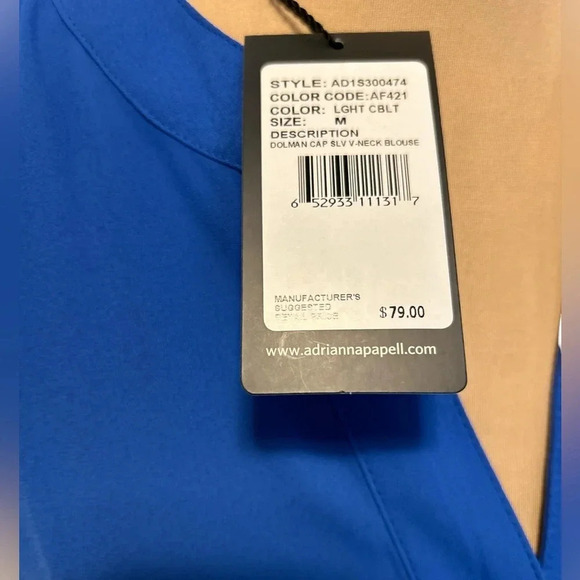 STYLE: AD1S300474
COLOR CODE: AF421
COLOR: LGHT CBLT
SIZE: M
DESCRIPTION
DOLMAN CAP SLV V-NECK BLOUSE
6 52933 11131 7
MANUFACTURER'S
SUGGESTED
RETAIL PRICE
$79.00
www.adriannapapell.com